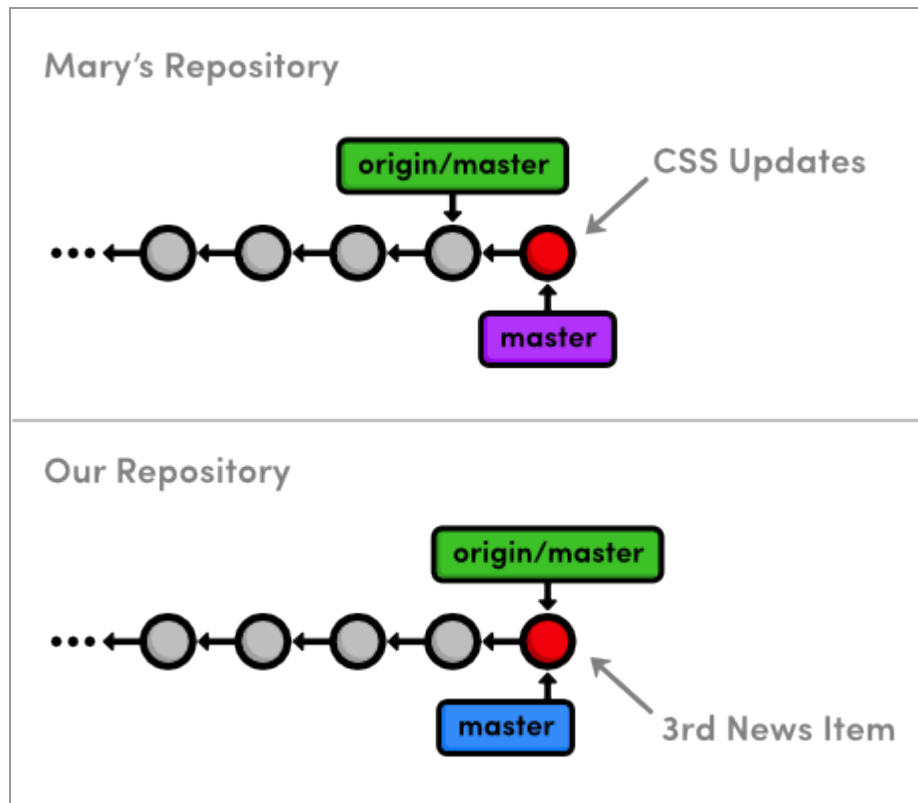 Mary's Repository
origin/master
CSS Updates
master
Our Repository
origin/master
master
3rd News Item